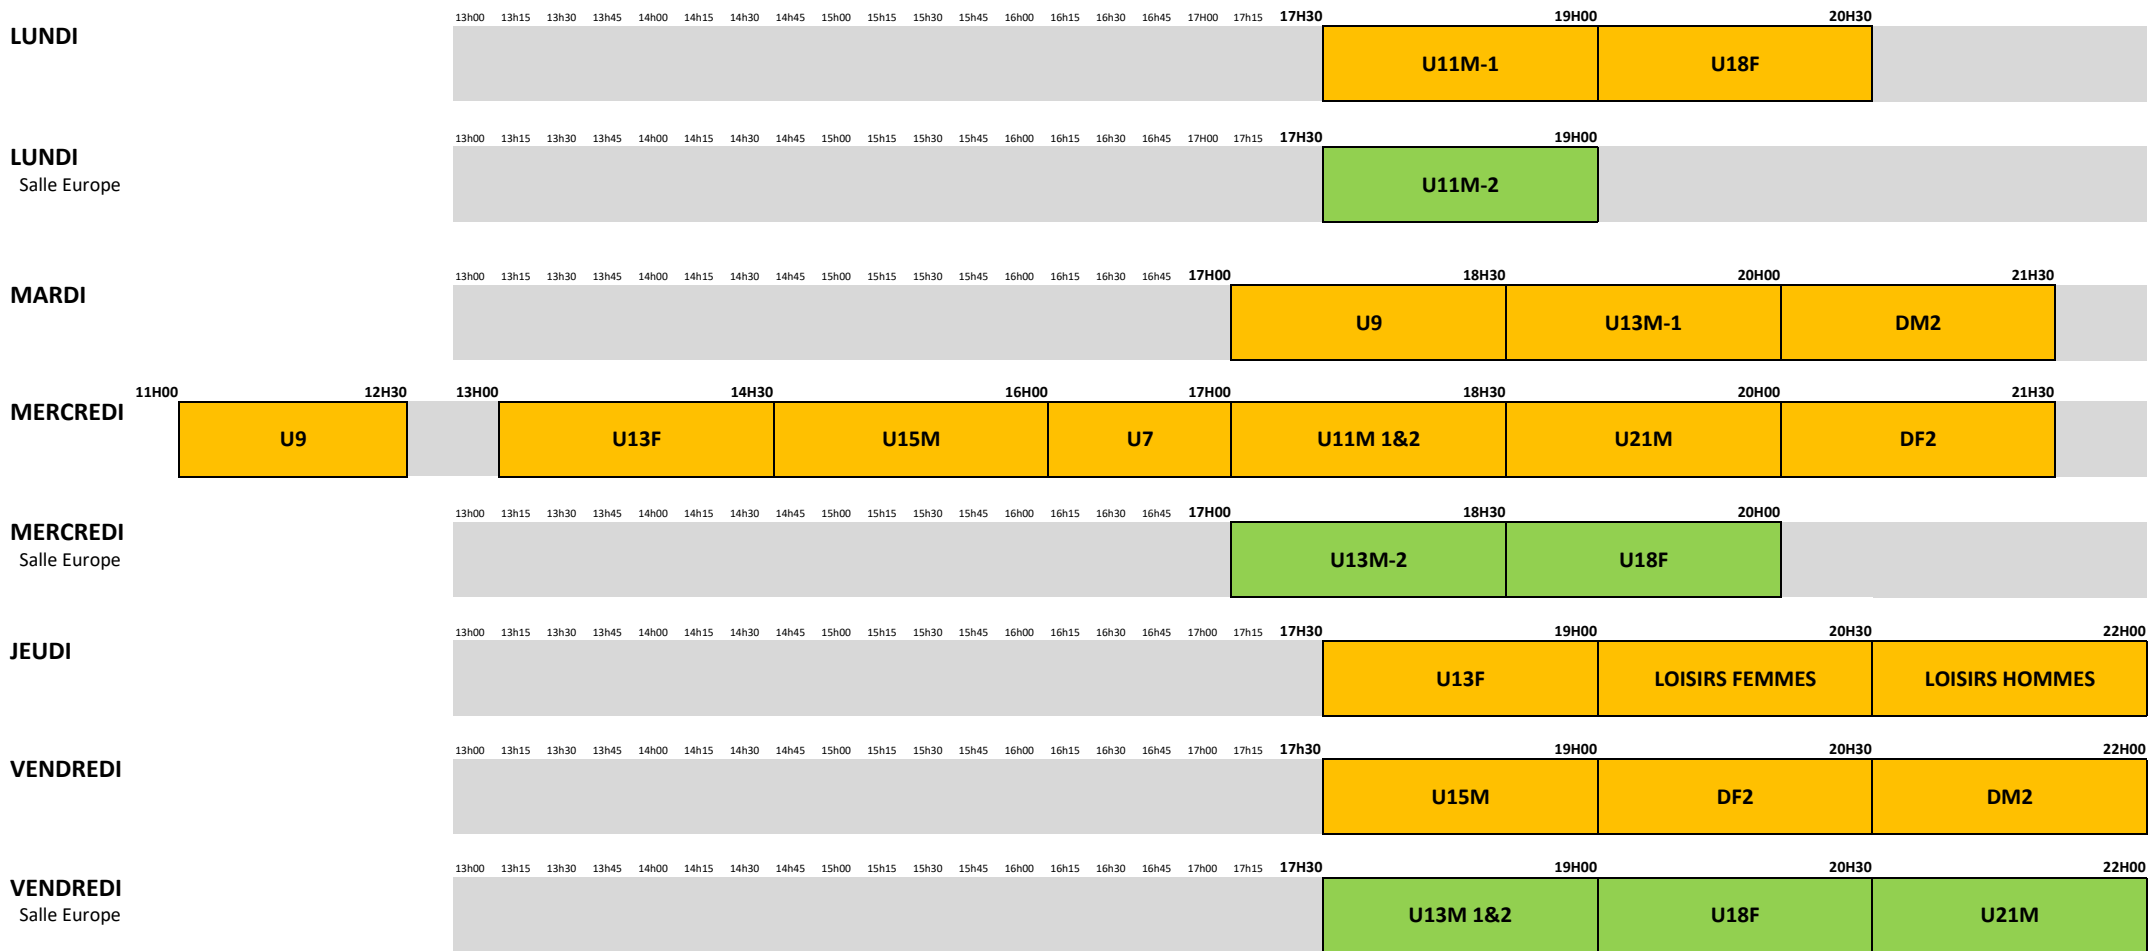 13h00 13h15 13h30 13h45 14h00 14h15 14h30 14h45 15h00 15h15 15h30 15h45 16h00 16h15 16h30 16h45 17H00 17h15 17H30 19H00 20H30
LUNDI
U11M-1 U18F
13h00 13h15 13h30 13h45 14h00 14h15 14h30 14h45 15h00 15h15 15h30 15h45 16h00 16h15 16h30 16h45 17H00 17h15 17H30 19H00
LUNDI
Salle Europe
U11M-2
13h00 13h15 13h30 13h45 14h00 14h15 14h30 14h45 15h00 15h15 15h30 15h45 16h00 16h15 16h30 16h45 17H00 18H30 20H00 21H30
MARDI
U9 U13M-1 DM2
11H00 12H30 13H00 14H30 16H00 17H00 18H30 20H00 21H30
MERCREDI
U9 U13F U15M U7 U11M 1&2 U21M DF2
13h00 13h15 13h30 13h45 14h00 14h15 14h30 14h45 15h00 15h15 15h30 15h45 16h00 16h15 16h30 16h45 17H00 18H30 20H00
MERCREDI
Salle Europe
U13M-2 U18F
13h00 13h15 13h30 13h45 14h00 14h15 14h30 14h45 15h00 15h15 15h30 15h45 16h00 16h15 16h30 16h45 17h00 17h15 17H30 19H00 20H30 22H00
JEUDI
U13F LOISIRS FEMMES LOISIRS HOMMES
13h00 13h15 13h30 13h45 14h00 14h15 14h30 14h45 15h00 15h15 15h30 15h45 16h00 16h15 16h30 16h45 17h00 17h15 17h30 19H00 20H30 22H00
VENDREDI
U15M DF2 DM2
13h00 13h15 13h30 13h45 14h00 14h15 14h30 14h45 15h00 15h15 15h30 15h45 16h00 16h15 16h30 16h45 17h00 17h15 17H30 19H00 20H30 22H00
VENDREDI
Salle Europe
U13M 1&2 U18F U21M